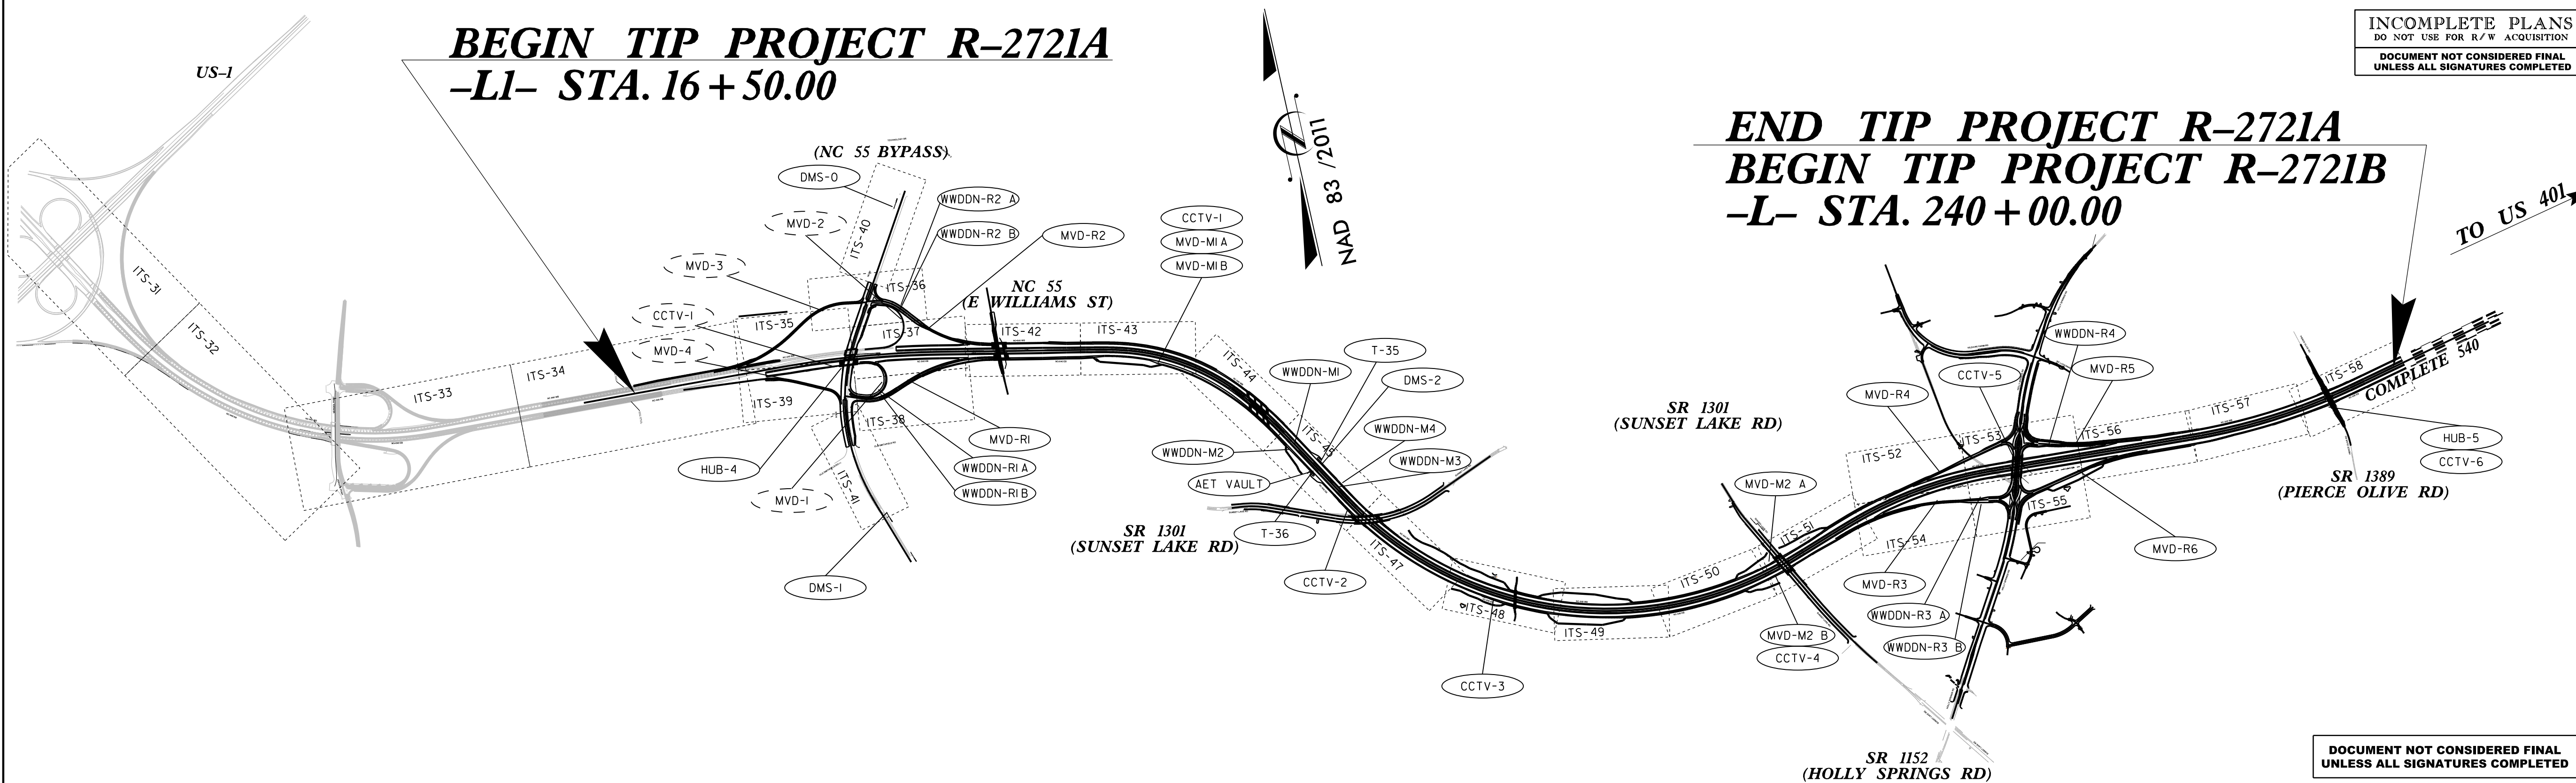 BEGIN TIP PROJECT R–2721A
–L1– STA. 16+50.00
INCOMPLETE PLANS
DO NOT USE FOR R/W ACQUISITION
DOCUMENT NOT CONSIDERED FINAL
UNLESS ALL SIGNATURES COMPLETED
END TIP PROJECT R–2721A
BEGIN TIP PROJECT R–2721B
–L– STA. 240+00.00
NAD 83 /2011
TO US 401
US–1
(NC 55 BYPASS)
DMS-0
MVD-2
WWDDN-R2 A
WWDDN-R2 B
MVD-R2
MVD-3
CCTV-1
MVD-4
NC 55
(E WILLIAMS ST)
CCTV-1
MVD-M1 A
MVD-M1 B
ITS-31
ITS-32
ITS-33
ITS-34
ITS-35
ITS-36
ITS-37
ITS-38
ITS-39
ITS-40
ITS-41
ITS-42
ITS-43
ITS-44
ITS-45
ITS-47
ITS-48
ITS-49
ITS-50
ITS-51
ITS-52
ITS-53
ITS-54
ITS-55
ITS-56
ITS-57
ITS-58
HUB-4
MVD-1
MVD-R1
WWDDN-R1 A
WWDDN-R1 B
DMS-1
WWDDN-M1
T-35
DMS-2
WWDDN-M4
WWDDN-M3
WWDDN-M2
AET VAULT
T-36
SR 1301
(SUNSET LAKE RD)
CCTV-2
CCTV-3
SR 1301
(SUNSET LAKE RD)
MVD-M2 A
MVD-M2 B
CCTV-4
MVD-R4
CCTV-5
WWDDN-R4
MVD-R5
MVD-R3
WWDDN-R3 A
WWDDN-R3 B
MVD-R6
COMPLETE 540
HUB-5
CCTV-6
SR 1389
(PIERCE OLIVE RD)
SR 1152
(HOLLY SPRINGS RD)
DOCUMENT NOT CONSIDERED FINAL
UNLESS ALL SIGNATURES COMPLETED